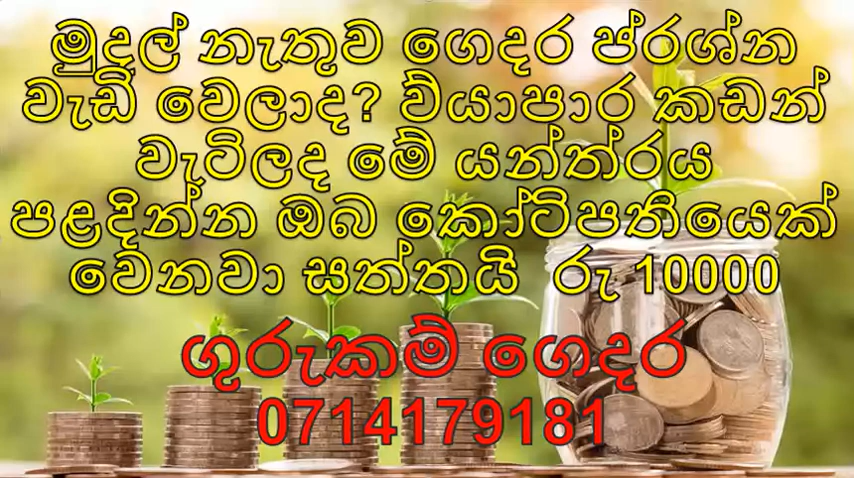 මුදල් නැතුව ගෙදර ප්රශ්න
වැඩි වෙලාද? ව්යාපාර කඩන්
වැටිලද මේ යන්ත්රය
පළදින්න ඔබ කෝටිපතියෙක්
වෙනවා සත්තයි රු 10000
ගුරුකම් ගෙදර
0714179181